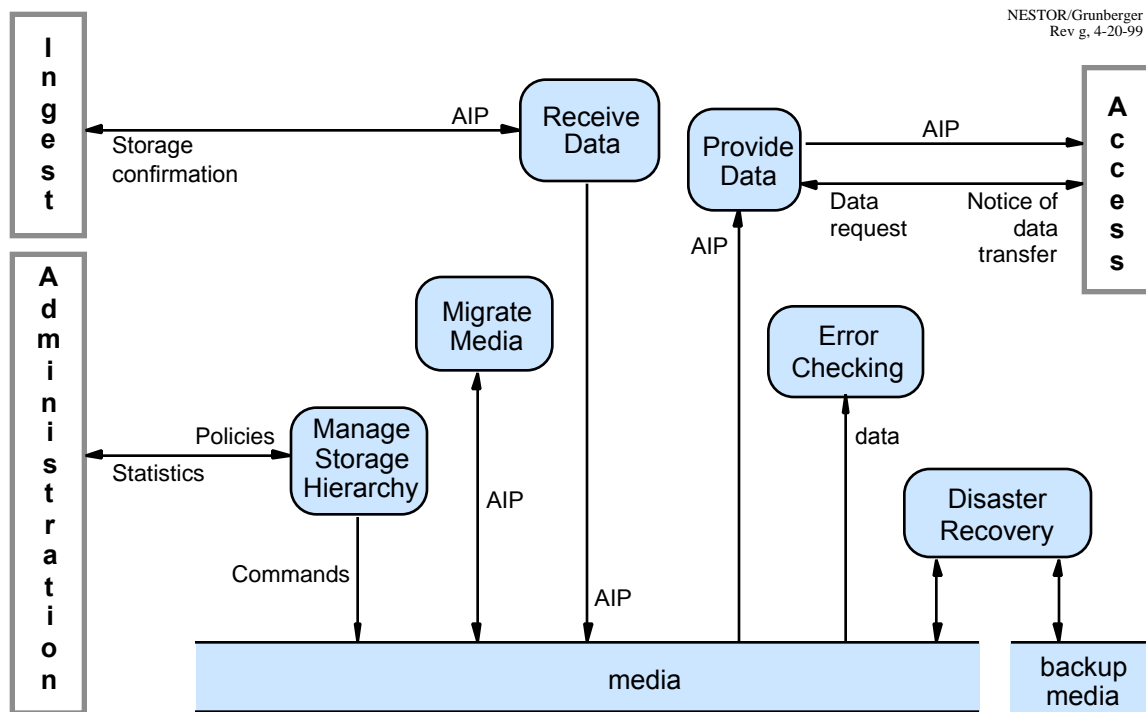 NESTOR/Grunberger
Rev g, 4-20-99
Ingest
AIP
Storage
confirmation
Receive
Data
Provide
Data
AIP
Data
request
Notice of
data
transfer
Access
AIP
Administration
Migrate
Media
Error
Checking
Policies
Statistics
Manage
Storage
Hierarchy
data
AIP
Disaster
Recovery
Commands
AIP
media
backup
media